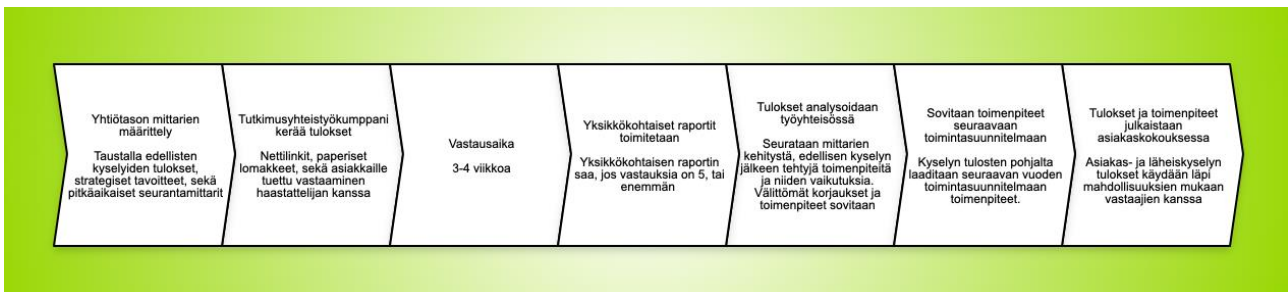 Yhtiötason mittarien
määrittely
Taustalla edellisten
kyselyiden tulokset,
strategiset tavoitteet, sekä
pitkäaikaiset seurantamittarit
Tutkimusyhteistyökumppani
kerää tulokset
Nettilinkit, paperiset
lomakkeet, sekä asiakkaille
tuettu vastaaminen
haastattelijan kanssa
Vastausaika
3-4 viikkoa
Yksikkökohtaiset raportit
toimitetaan
Yksikkökohtaisen raportin
saa, jos vastauksia on 5, tai
enemmän
Tulokset analysoidaan
työyhteisössä
Seurataan mittarien
kehitystä, edellisen kyselyn
jälkeen tehtyjä toimenpiteitä
ja niiden vaikutuksia.
Välittömät korjaukset ja
toimenpiteet sovitaan
Sovitaan toimenpiteet
seuraavaan
toimintasuunnitelmaan
Kyselyn tulosten pohjalta
laaditaan seuraavan vuoden
toimintasuunnitelmaan
toimenpiteet.
Tulokset ja toimenpiteet
julkaistaan
asiakaskokouksessa
Asiakas- ja läheiskyselyn
tulokset käydään läpi
mahdollisuuksien mukaan
vastaajien kanssa